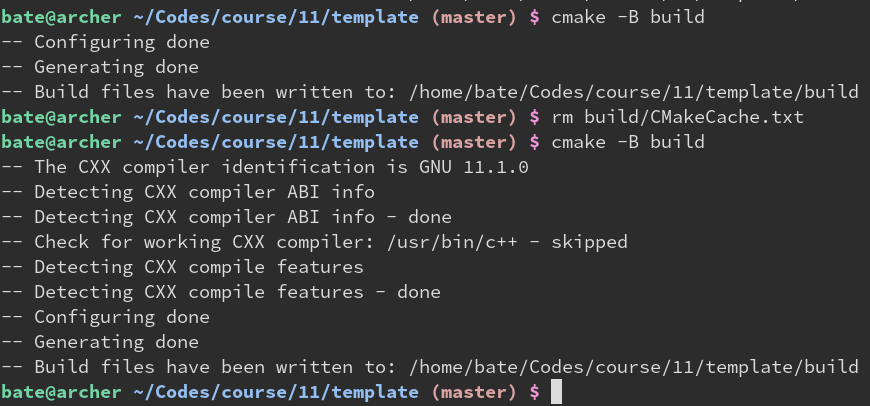 bate@archer ~/Codes/course/11/template (master) $ cmake -B build
-- Configuring done
-- Generating done
-- Build files have been written to: /home/bate/Codes/course/11/template/build
bate@archer ~/Codes/course/11/template (master) $ rm build/CMakeCache.txt
bate@archer ~/Codes/course/11/template (master) $ cmake -B build
-- The CXX compiler identification is GNU 11.1.0
-- Detecting CXX compiler ABI info
-- Detecting CXX compiler ABI info - done
-- Check for working CXX compiler: /usr/bin/c++ - skipped
-- Detecting CXX compile features
-- Detecting CXX compile features - done
-- Configuring done
-- Generating done
-- Build files have been written to: /home/bate/Codes/course/11/template/build
bate@archer ~/Codes/course/11/template (master) $